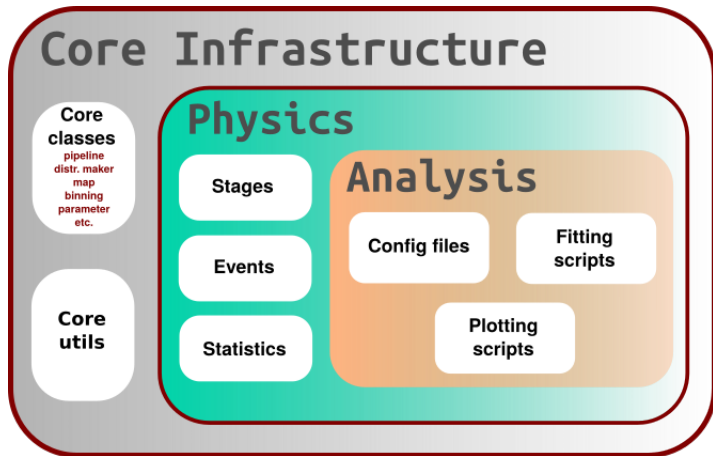 Core Infrastructure
Core
classes
pipeline
distr. maker
map
binning
parameter
etc.
Core
utils
Physics
Stages
Events
Statistics
Analysis
Config files
Fitting
scripts
Plotting
scripts